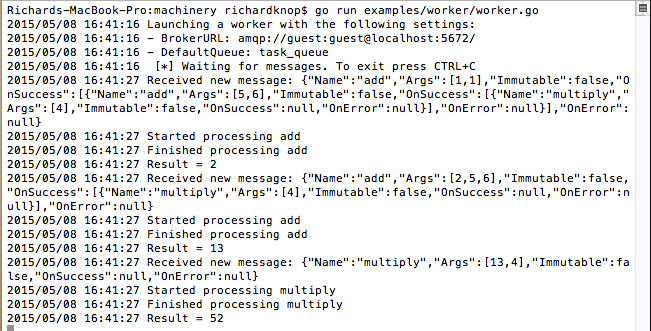 Richards-MacBook-Pro:machinery richardknop$ go run examples/worker/worker.go
2015/05/08 16:41:16 Launching a worker with the following settings:
2015/05/08 16:41:16 - BrokerURL: amqp://guest:guest@localhost:5672/
2015/05/08 16:41:16 - DefaultQueue: task_queue
2015/05/08 16:41:16  [*] Waiting for messages. To exit press CTRL+C
2015/05/08 16:41:27 Received new message: {"Name":"add","Args":[1,1],"Immutable":false,"O
nSuccess":[{"Name":"add","Args":[5,6],"Immutable":false,"OnSuccess":[{"Name":"multiply","
Args":[4],"Immutable":false,"OnSuccess":null,"OnError":null}],"OnError":null}],"OnError":
null}
2015/05/08 16:41:27 Started processing add
2015/05/08 16:41:27 Finished processing add
2015/05/08 16:41:27 Result = 2
2015/05/08 16:41:27 Received new message: {"Name":"add","Args":[2,5,6],"Immutable":false,
"OnSuccess":[{"Name":"multiply","Args":[4],"Immutable":false,"OnSuccess":null,"OnError":n
ull}],"OnError":null}
2015/05/08 16:41:27 Started processing add
2015/05/08 16:41:27 Finished processing add
2015/05/08 16:41:27 Result = 13
2015/05/08 16:41:27 Received new message: {"Name":"multiply","Args":[13,4],"Immutable":fa
lse,"OnSuccess":null,"OnError":null}
2015/05/08 16:41:27 Started processing multiply
2015/05/08 16:41:27 Finished processing multiply
2015/05/08 16:41:27 Result = 52